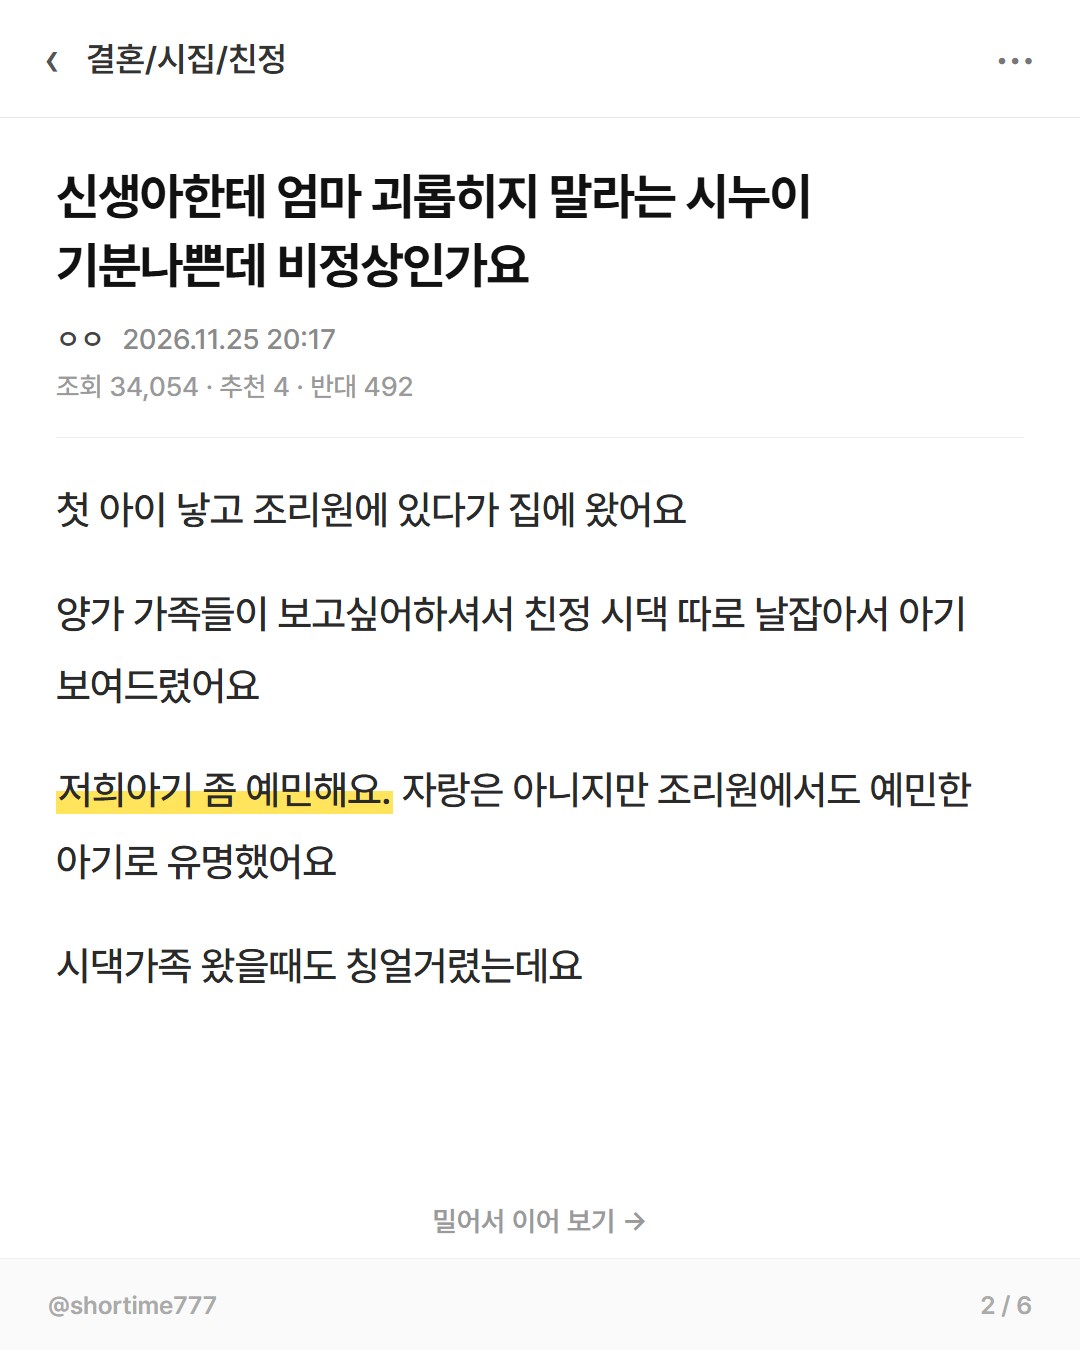 ‹ 결혼/시집/친정 •••
신생아한테 엄마 괴롭히지 말라는 시누이
기분나쁜데 비정상인가요
ㅇㅇ 2026.11.25 20:17
조회 34,054 · 추천 4 · 반대 492
첫 아이 낳고 조리원에 있다가 집에 왔어요
양가 가족들이 보고싶어하셔서 친정 시댁 따로 날잡아서 아기
보여드렸어요
저희아기 좀 예민해요. 자랑은 아니지만 조리원에서도 예민한
아기로 유명했어요
시댁가족 왔을때도 칭얼거렸는데요
밀어서 이어 보기 →
@shortime777 2 / 6